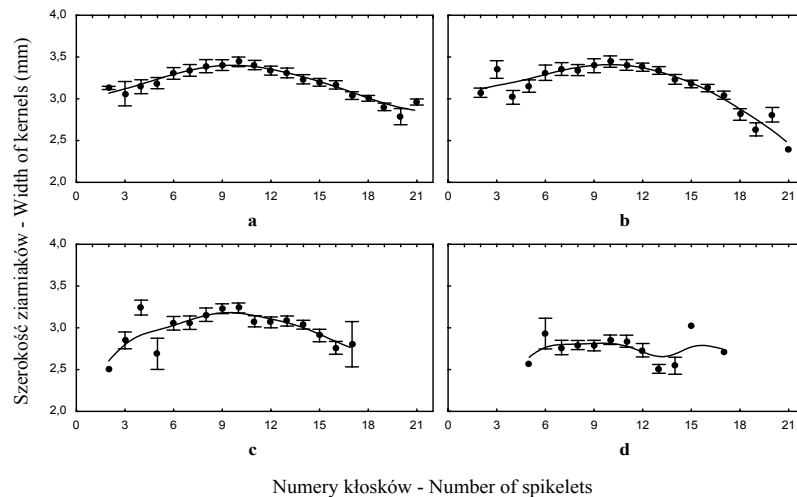 4,0
3,5
3,0
2,5
2,0
0 3 6 9 12 15 18 21
a
0 3 6 9 12 15 18 21
b
4,0
3,5
3,0
2,5
2,0
0 3 6 9 12 15 18 21
c
0 3 6 9 12 15 18 21
d
Szerokość ziarniaków - Width of kernels (mm)
Numery kłosków - Number of spikelets